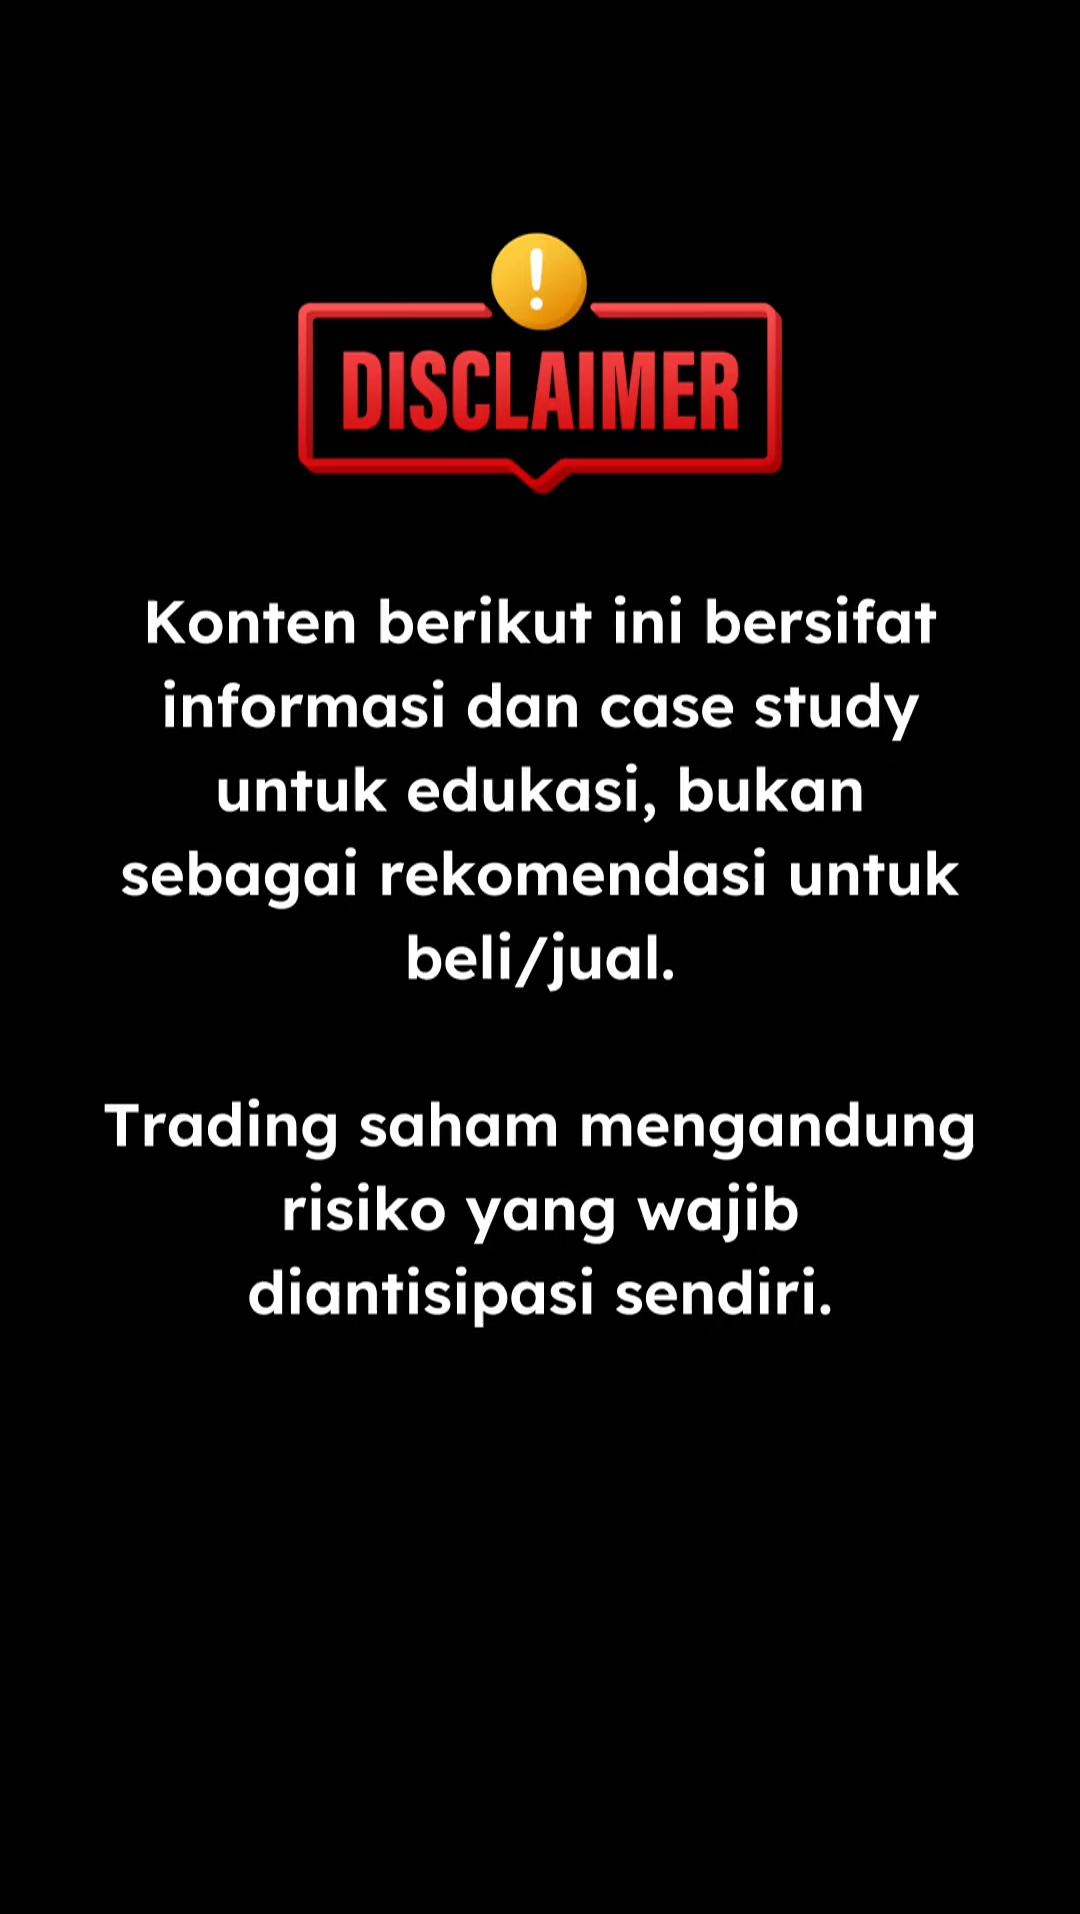 !
DISCLAIMER
Konten berikut ini bersifat
informasi dan case study
untuk edukasi, bukan
sebagai rekomendasi untuk
beli/jual.
Trading saham mengandung
risiko yang wajib
diantisipasi sendiri.